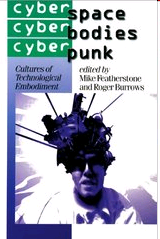 cyber space
cyber bodies
cyber punk
Cultures of
Technological
Embodiment
edited by
Mike Featherstone
and Roger Burrows